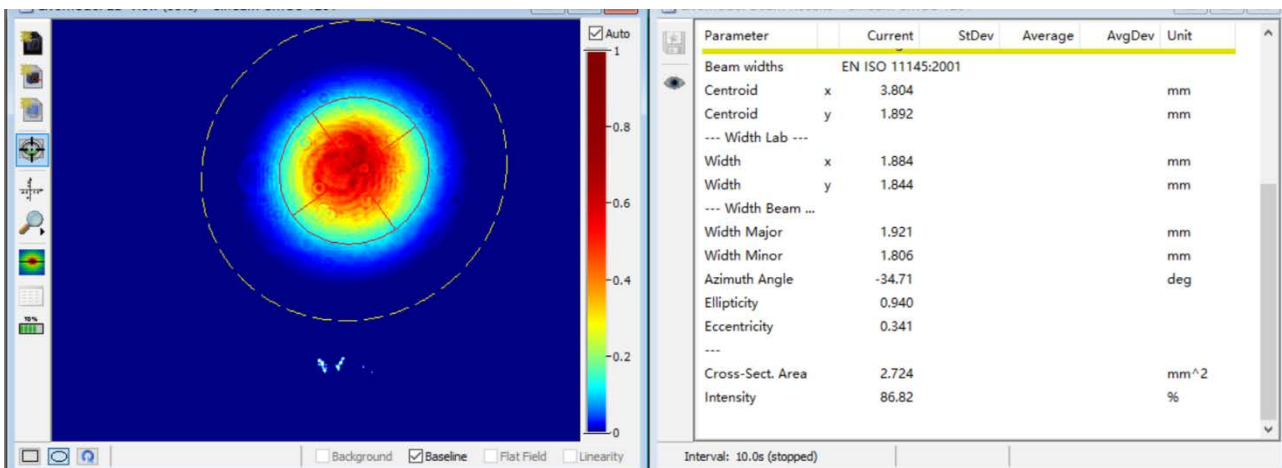 Auto
1
0.8
0.6
0.4
0.2
0
10%
Background Baseline Flat Field Linearity
Parameter Current StDev Average AvgDev Unit
Beam widths EN ISO 11145:2001
Centroid x 3.804 mm
Centroid y 1.892 mm
--- Width Lab ---
Width x 1.884 mm
Width y 1.844 mm
--- Width Beam ...
Width Major 1.921 mm
Width Minor 1.806 mm
Azimuth Angle -34.71 deg
Ellipticity 0.940
Eccentricity 0.341
---
Cross-Sect. Area 2.724 mm^2
Intensity 86.82 %
Interval: 10.0s (stopped)